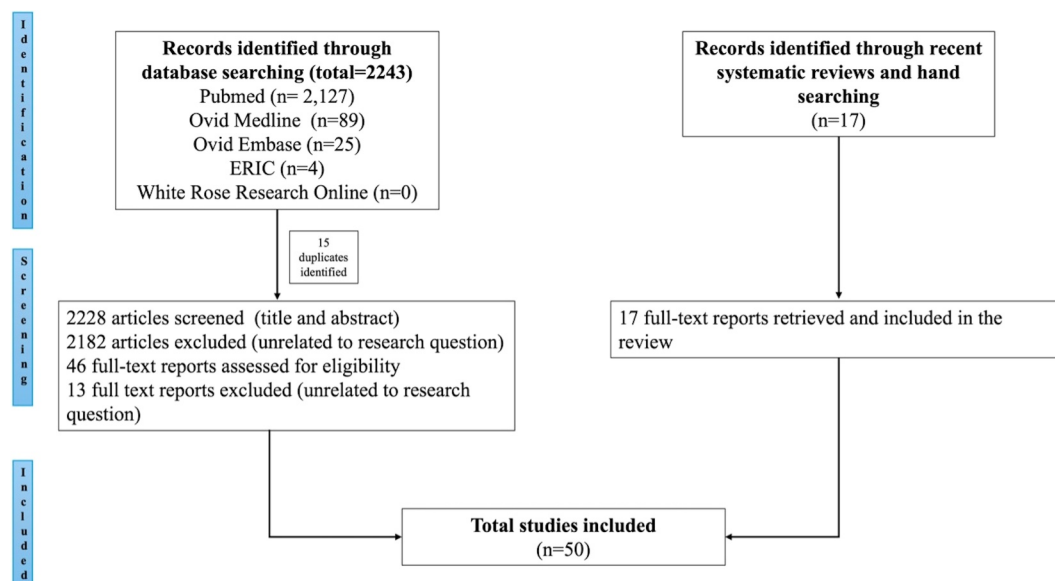 Identification
Records identified through
database searching (total=2243)
Pubmed (n= 2,127)
Ovid Medline  (n=89)
Ovid Embase (n=25)
ERIC (n=4)
White Rose Research Online (n=0)
Records identified through recent
systematic reviews and hand
searching
(n=17)
15
duplicates
identified
Screening
2228 articles screened  (title and abstract)
2182 articles excluded (unrelated to research question)
46 full-text reports assessed for eligibility
13 full text reports excluded (unrelated to research
question)
17 full-text reports retrieved and included in the
review
Included
Total studies included
(n=50)